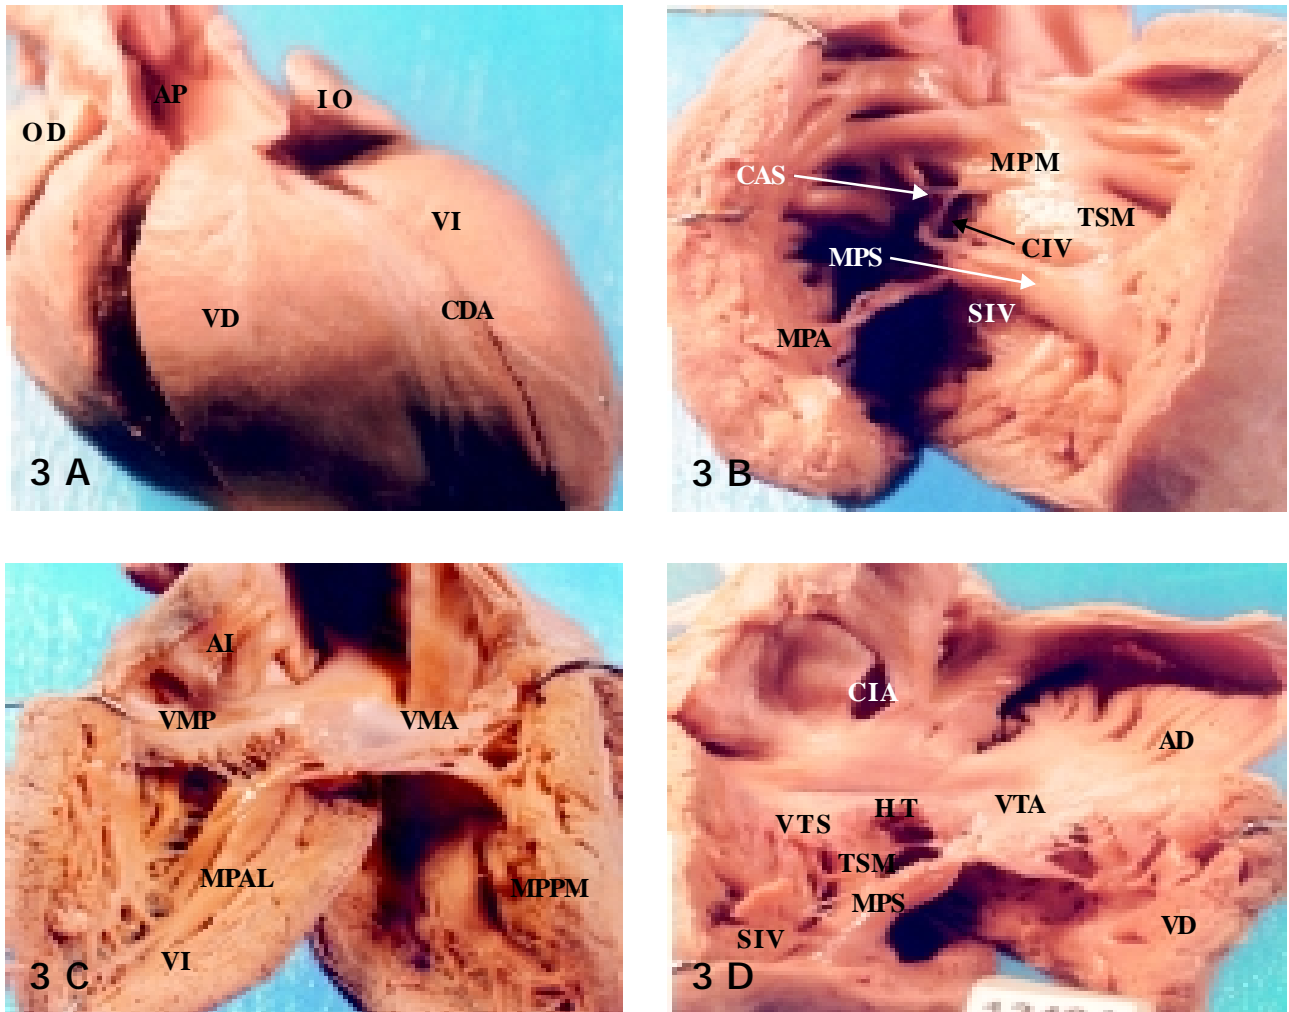 AP
IO
OD
VI
CDA
VD
3 A
MPM
CAS
TSM
CIV
MPS
SIV
MPA
3 B
AI
VMP
VMA
MPAL
MPPM
VI
3 C
CIA
AD
HT
VTA
VTS
TSM
MPS
VD
SIV
3 D